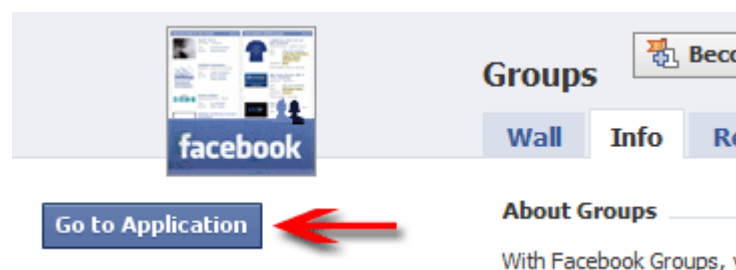 facebook
Go to Application
Groups
Wall
Info
About Groups
With Facebook Groups,